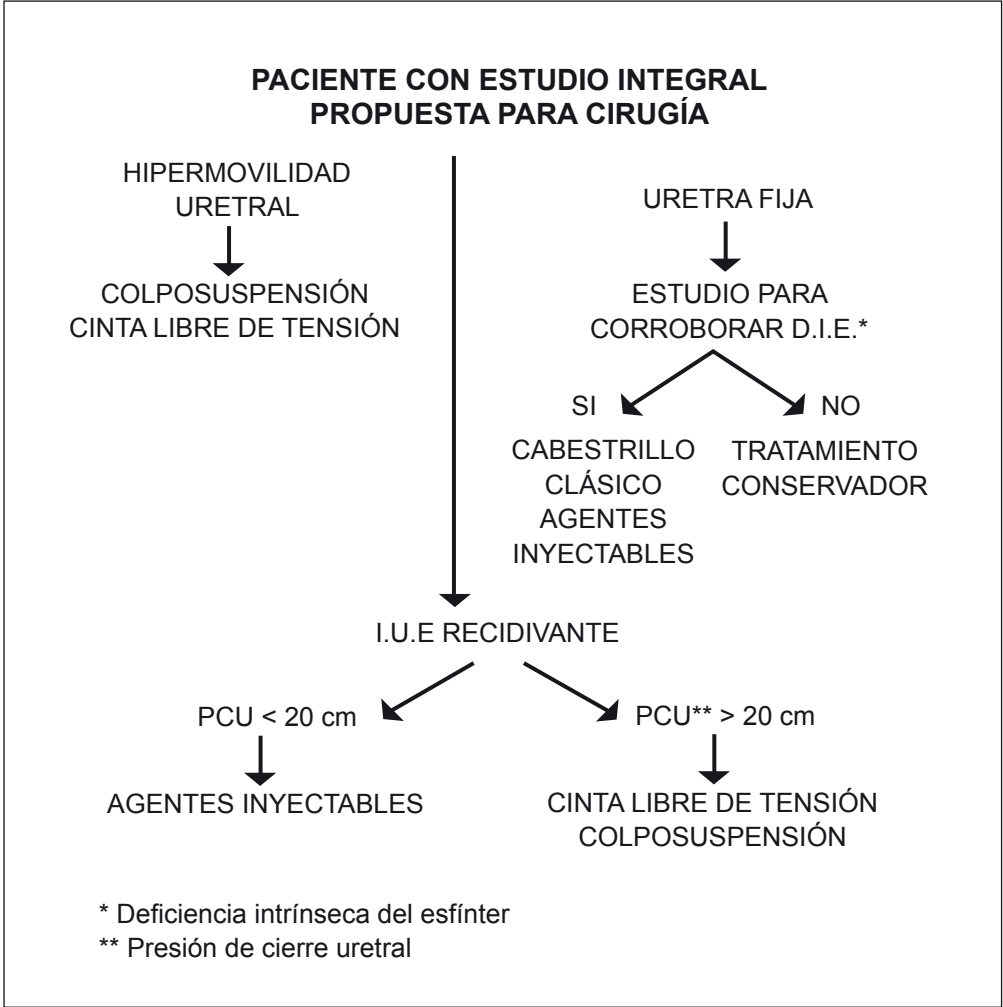 PACIENTE CON ESTUDIO INTEGRAL
PROPUESTA PARA CIRUGÍA
HIPERMOVILIDAD
URETRAL
COLPOSUSPENSIÓN
CINTA LIBRE DE TENSIÓN
URETRA FIJA
ESTUDIO PARA
CORROBORAR D.I.E.*
SI
CABESTRILLO
CLÁSICO
AGENTES
INYECTABLES
NO
TRATAMIENTO
CONSERVADOR
I.U.E RECIDIVANTE
PCU < 20 cm
AGENTES INYECTABLES
PCU** > 20 cm
CINTA LIBRE DE TENSIÓN
COLPOSUSPENSIÓN
* Deficiencia intrínseca del esfínter
** Presión de cierre uretral